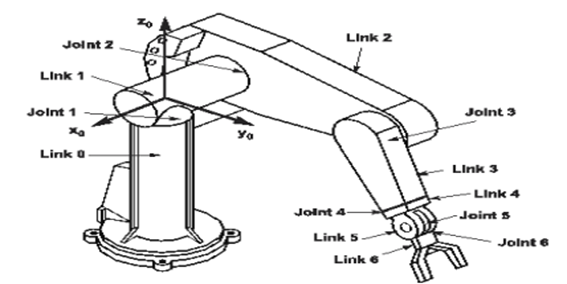 z0
Link 2
Joint 2
Link 1
Joint 3
Joint 1
x0
y0
Link 0
Link 3
Link 4
Joint 4
Joint 5
Link 5
Joint 6
Link 6